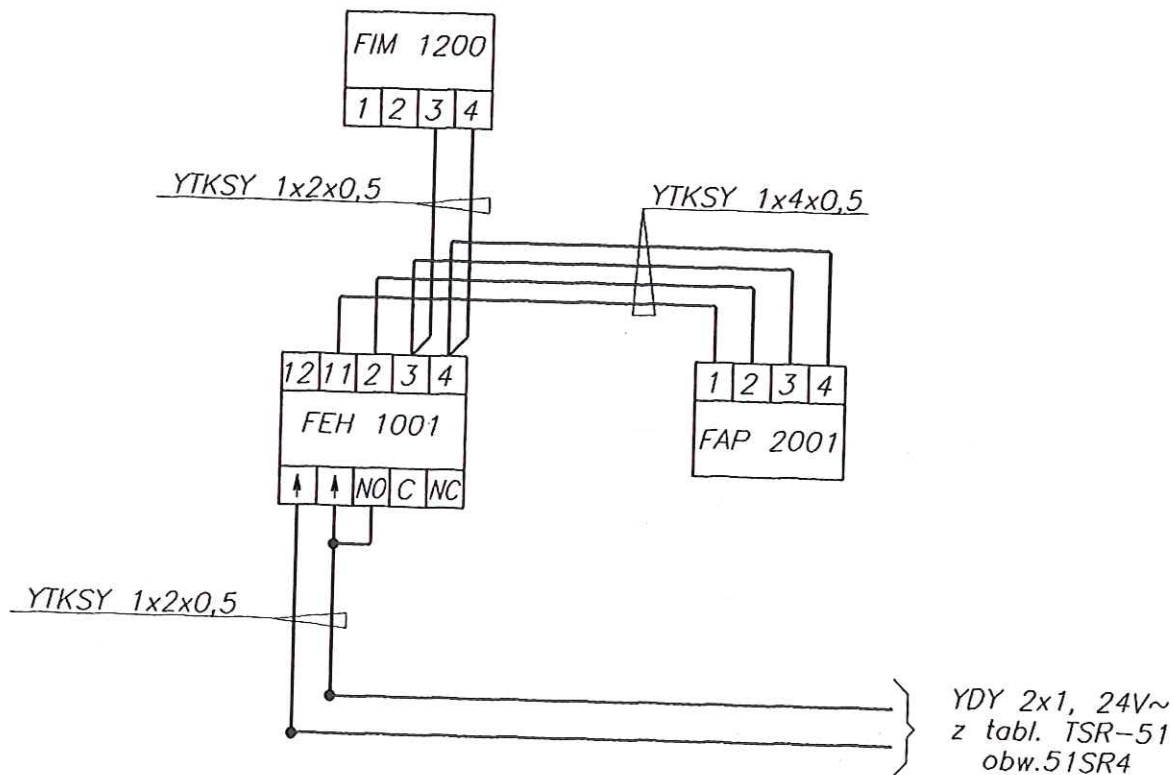 FIM 1200
1 2 3 4
YTKSY 1x2x0,5
YTKSY 1x4x0,5
12 11 2 3 4
FEH 1001
NO C NC
1 2 3 4
FAP 2001
YTKSY 1x2x0,5
YDY 2x1, 24V~
z tabl. TSR-51
obw.51SR4